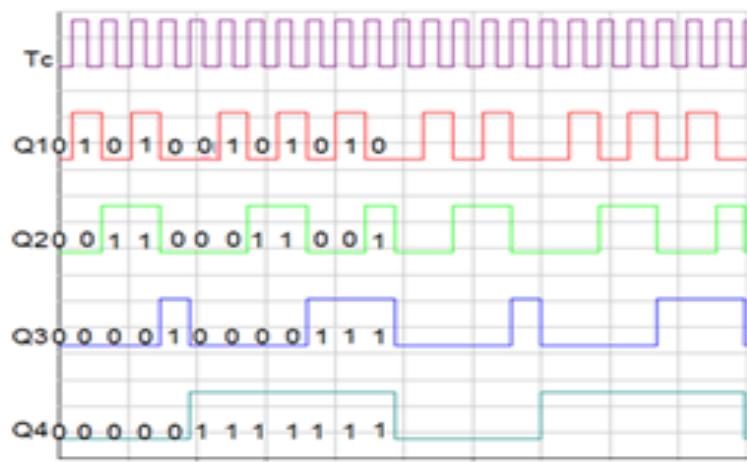 Tc
Q10 1 0 1 0 0 1 0 1 0 1 0
Q20 0 1 1 0 0 0 1 1 0 0 1
Q30 0 0 0 1 0 0 0 0 1 1 1
Q40 0 0 0 0 1 1 1 1 1 1 1